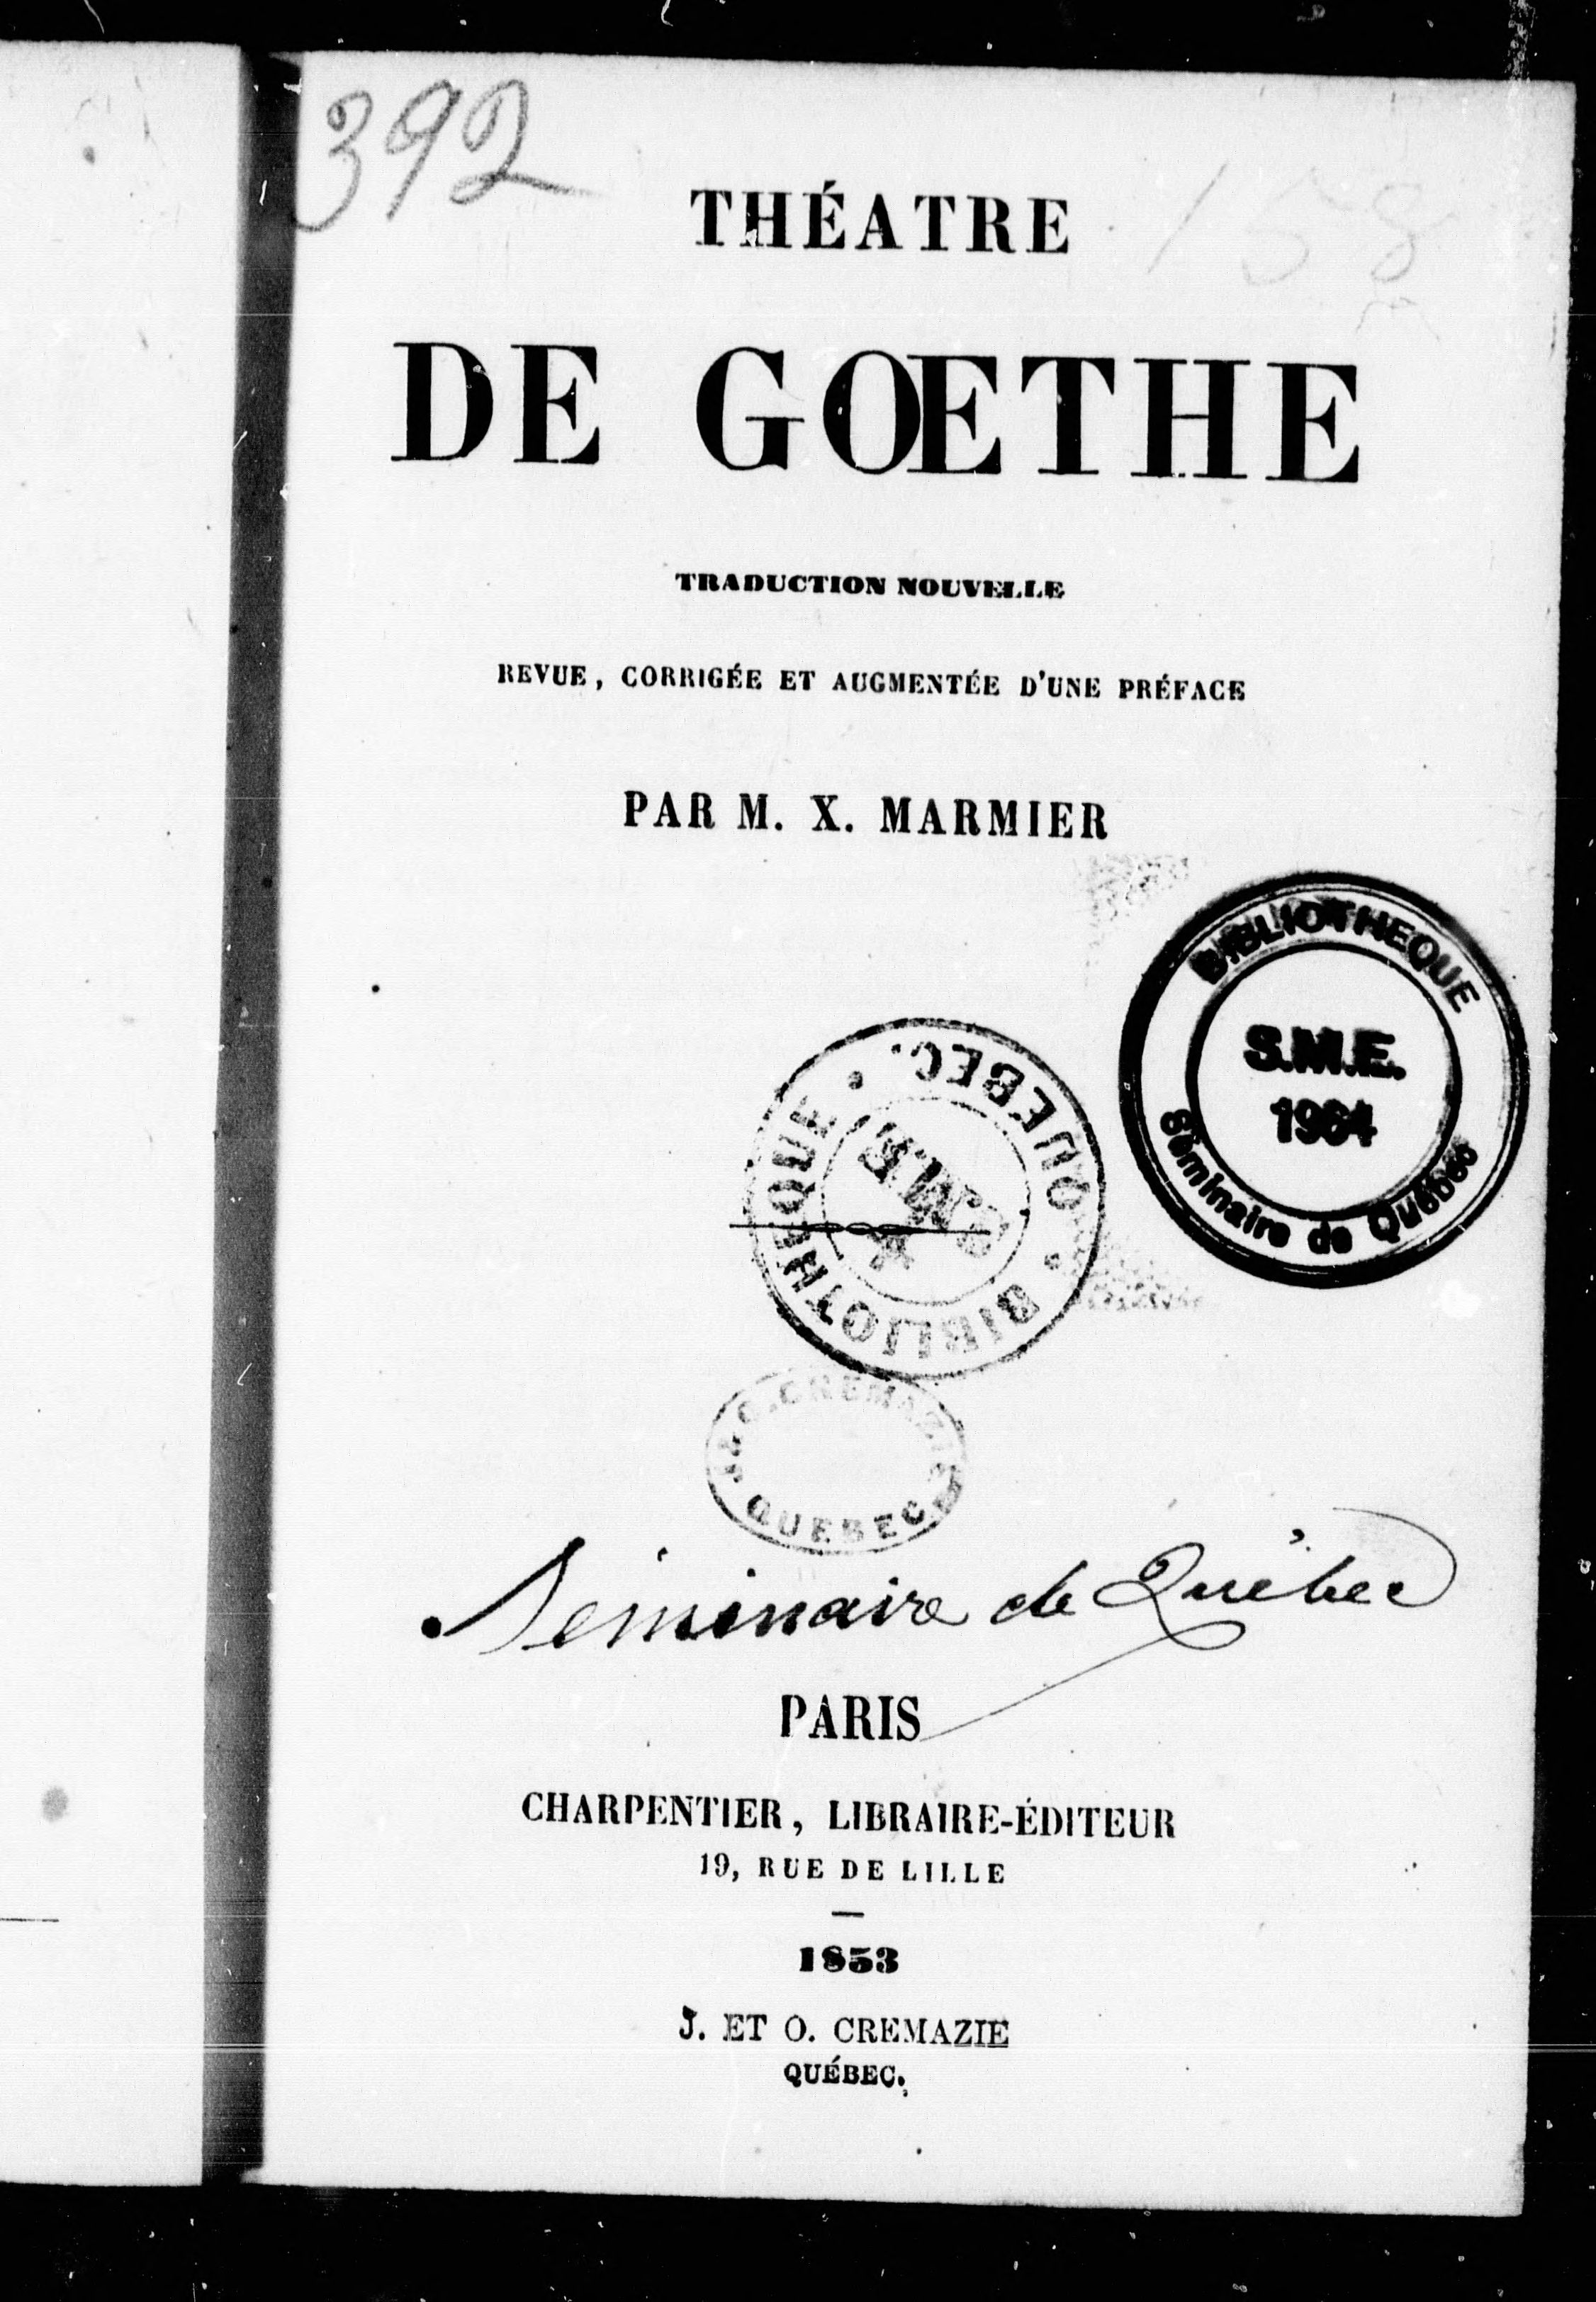 392
158
THÉATRE
DE GŒTHE
TRADUCTION NOUVELLE
REVUE, CORRIGÉE ET AUGMENTÉE D'UNE PRÉFACE
PAR M. X. MARMIER
BIBLIOTHEQUE
S.M.E.
1964
Séminaire de Québec
BIBLIOTHEQUE • QUEBEC. •
S.M.E.
O. CREMAZIE
QUEBEC
Séminaire de Québec
PARIS
CHARPENTIER, LIBRAIRE-ÉDITEUR
19, RUE DE LILLE
1853
J. ET O. CREMAZIE
QUÉBEC.